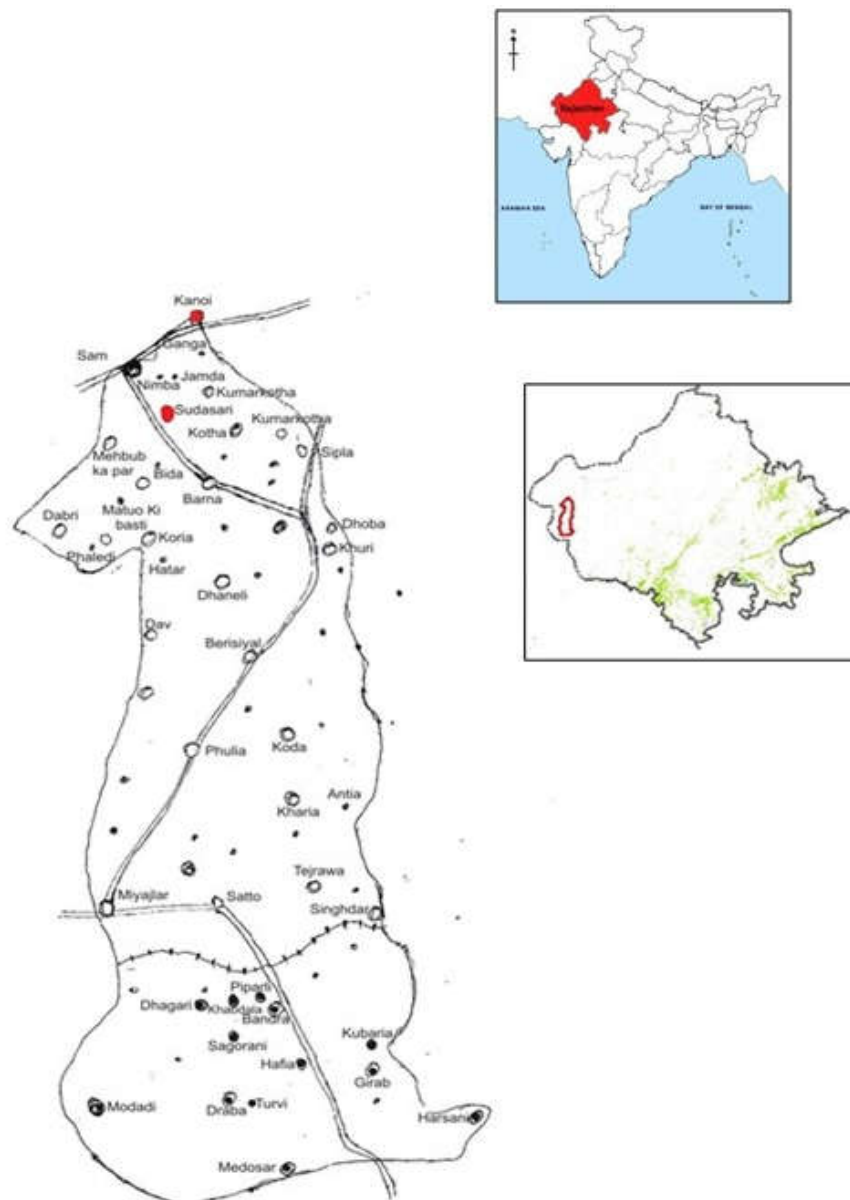 N
Rajasthan
ARABIAN SEA
BAY OF BENGAL
Kanoi
Ganga
Sam
Nimba
Jamda
Kumarkotha
Sudasari
Kotha
Kumarkotha
Sipla
Mehbub
ka par
Bida
Barna
Dabri
Matuo Ki
basti
Koria
Dhoba
Phaledi
Khuri
Hatar
Dhaneli
Dav
Berisiyal
Phulia
Koda
Kharia
Antia
Tejrawa
Miyajlar
Satto
Singhdar
Piparli
Dhagari
Khabdala
Bandra
Sagorani
Kubaria
Hafia
Girab
Modadi
Draba
Turvi
Harsani
Medosar